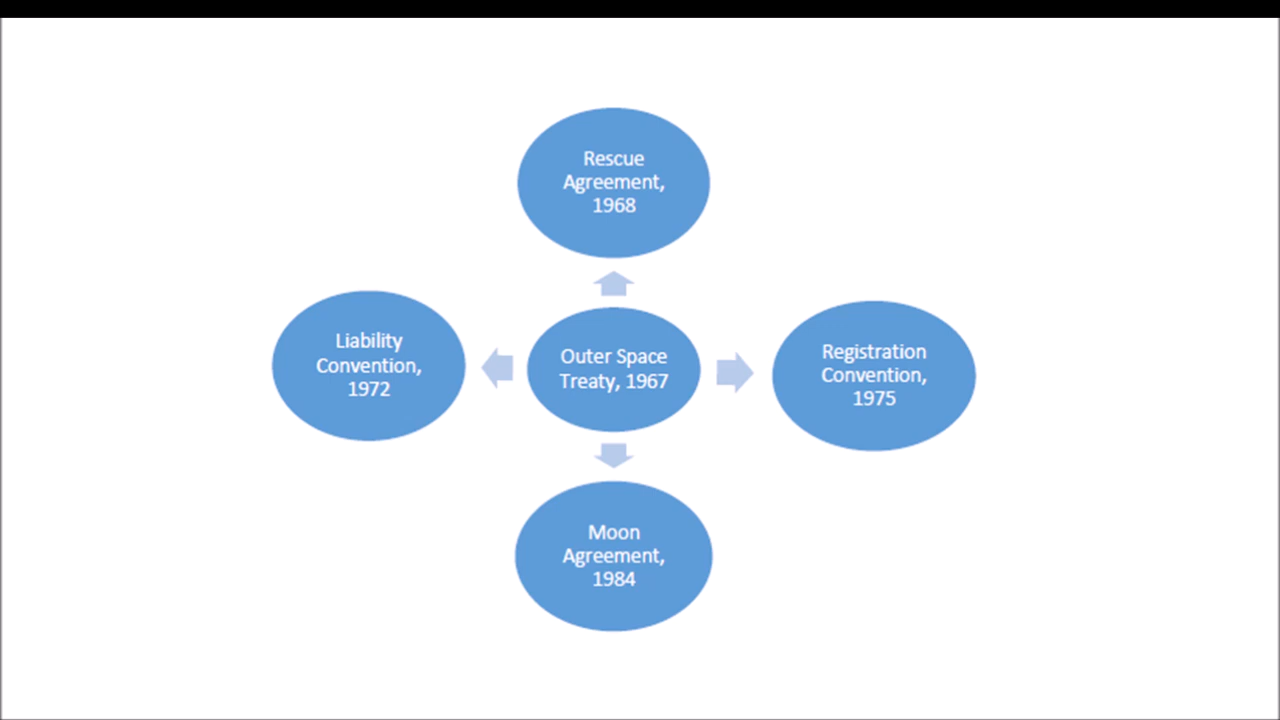 Rescue
Agreement,
1968
Liability
Convention,
1972
Outer Space
Treaty, 1967
Registration
Convention,
1975
Moon
Agreement,
1984